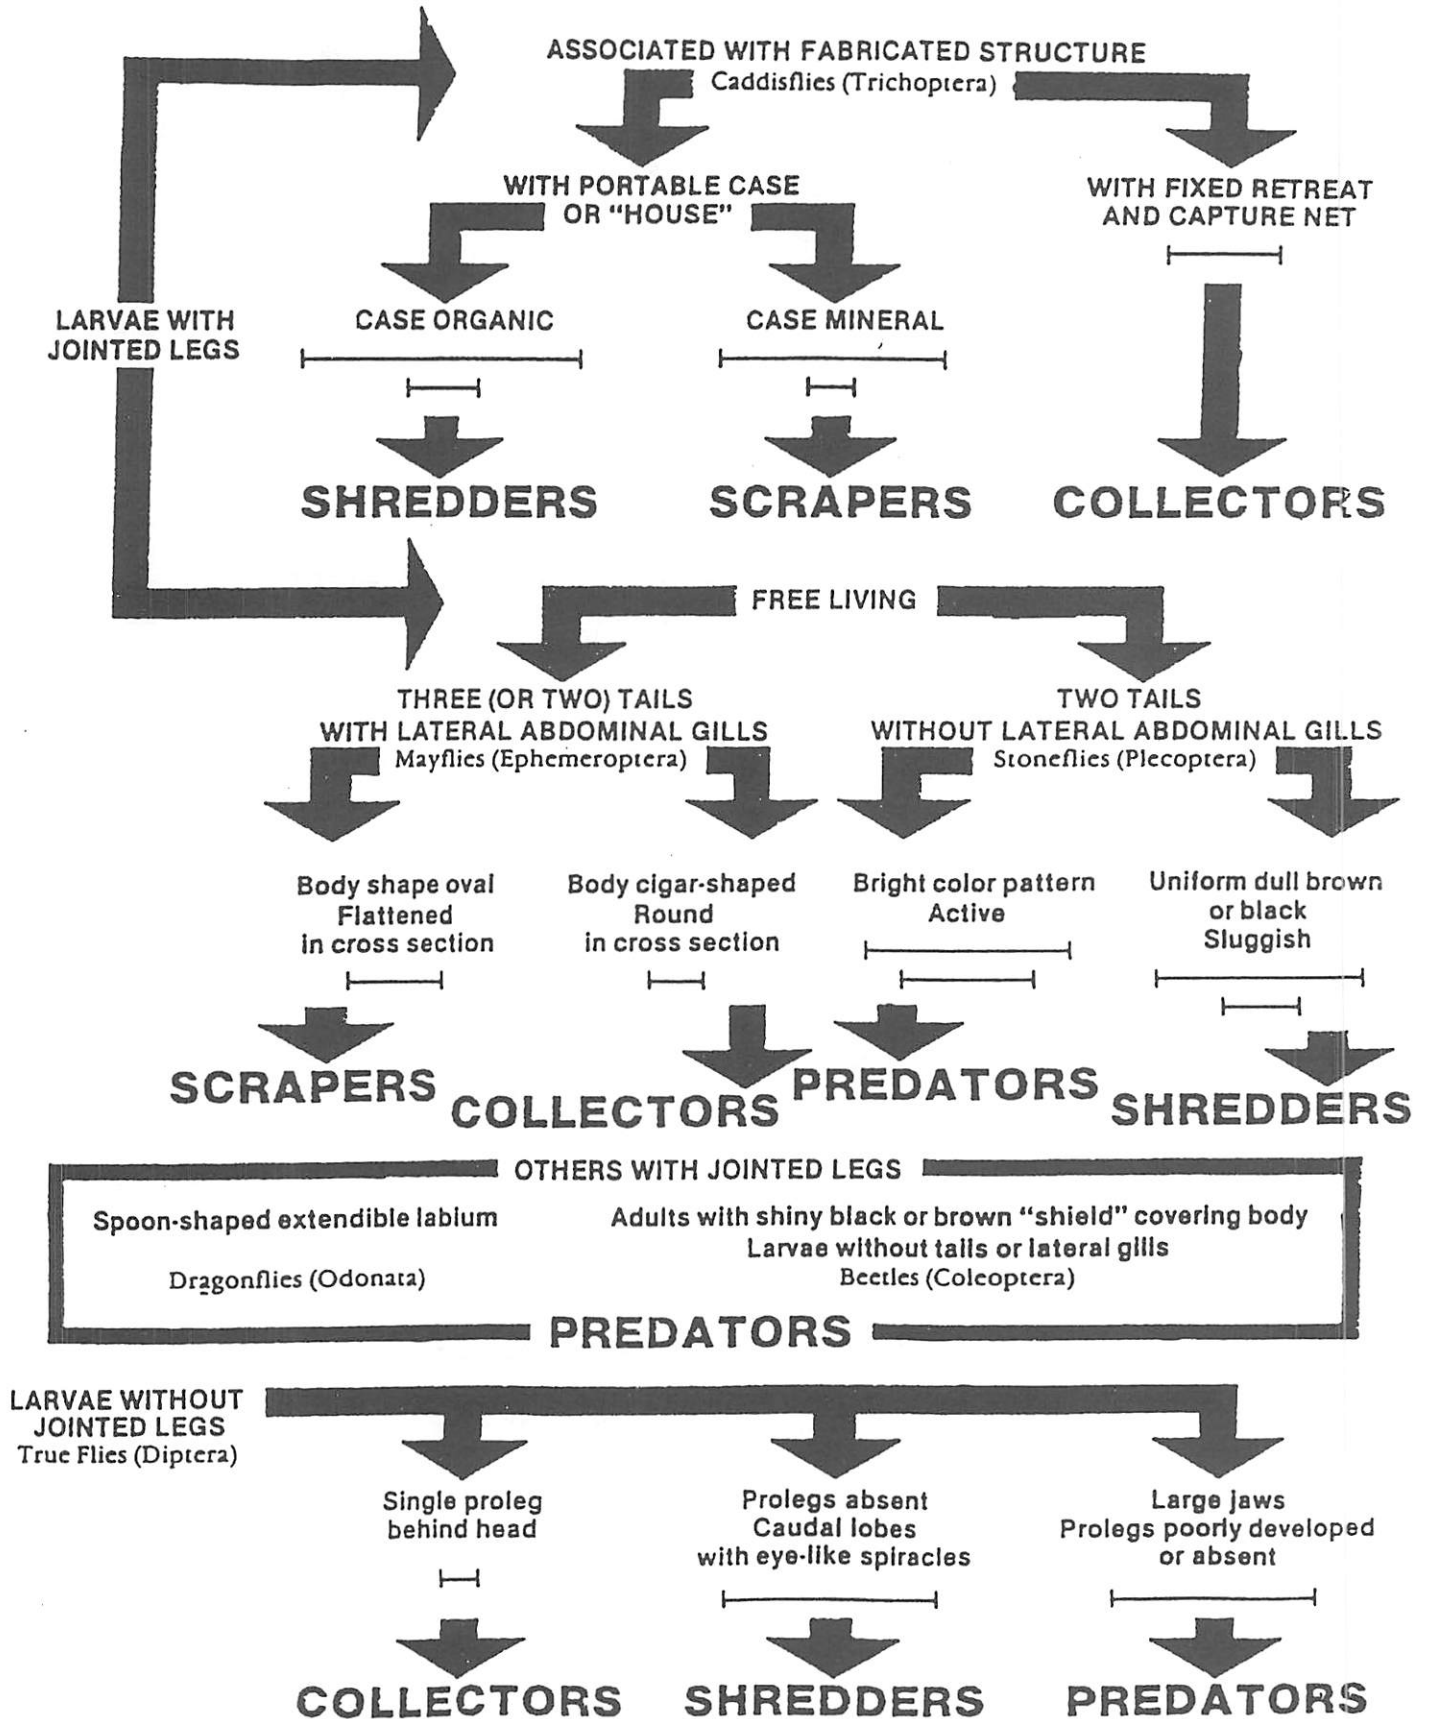 ASSOCIATED WITH FABRICATED STRUCTURE
Caddisflies (Trichoptera)
WITH PORTABLE CASE
OR “HOUSE”
WITH FIXED RETREAT
AND CAPTURE NET
LARVAE WITH
JOINTED LEGS
CASE ORGANIC
CASE MINERAL
SHREDDERS
SCRAPERS
COLLECTORS
FREE LIVING
THREE (OR TWO) TAILS
WITH LATERAL ABDOMINAL GILLS
Mayflies (Ephemeroptera)
TWO TAILS
WITHOUT LATERAL ABDOMINAL GILLS
Stoneflies (Plecoptera)
Body shape oval
Flattened
in cross section
Body cigar-shaped
Round
in cross section
Bright color pattern
Active
Uniform dull brown
or black
Sluggish
SCRAPERS
COLLECTORS
PREDATORS
SHREDDERS
OTHERS WITH JOINTED LEGS
Spoon-shaped extendible labium
Dragonflies (Odonata)
Adults with shiny black or brown “shield” covering body
Larvae without tails or lateral gills
Beetles (Coleoptera)
PREDATORS
LARVAE WITHOUT
JOINTED LEGS
True Flies (Diptera)
Single proleg
behind head
Prolegs absent
Caudal lobes
with eye-like spiracles
Large jaws
Prolegs poorly developed
or absent
COLLECTORS
SHREDDERS
PREDATORS